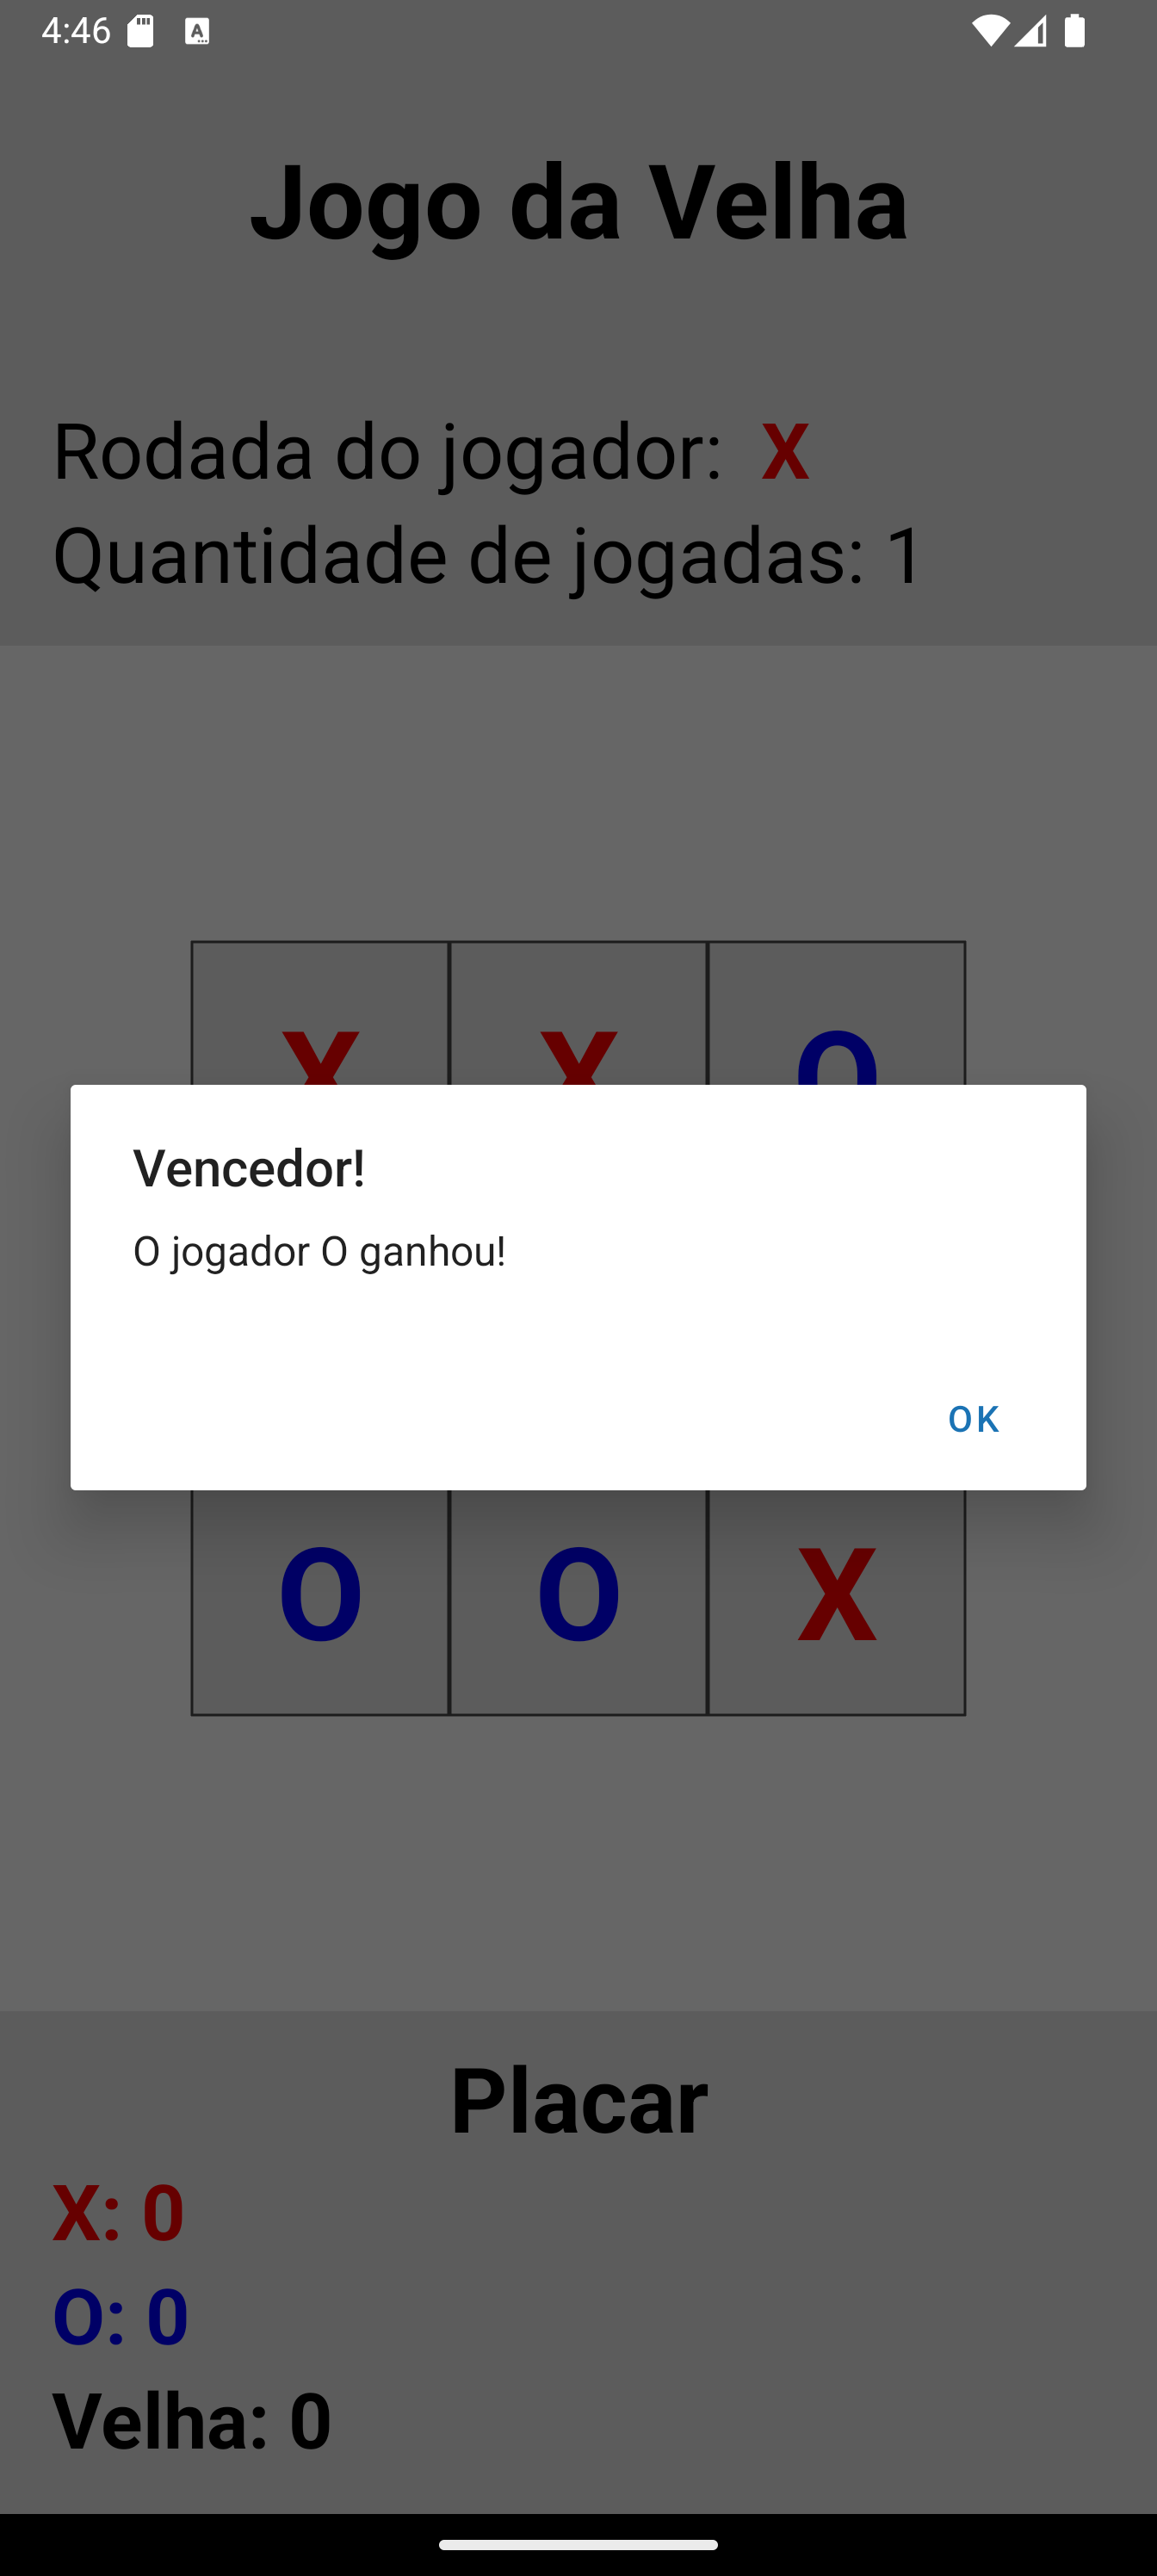 4:46
Jogo da Velha
Rodada do jogador: X
Quantidade de jogadas: 1
X X O
Vencedor!
O jogador O ganhou!
OK
O O X
Placar
X: 0
O: 0
Velha: 0